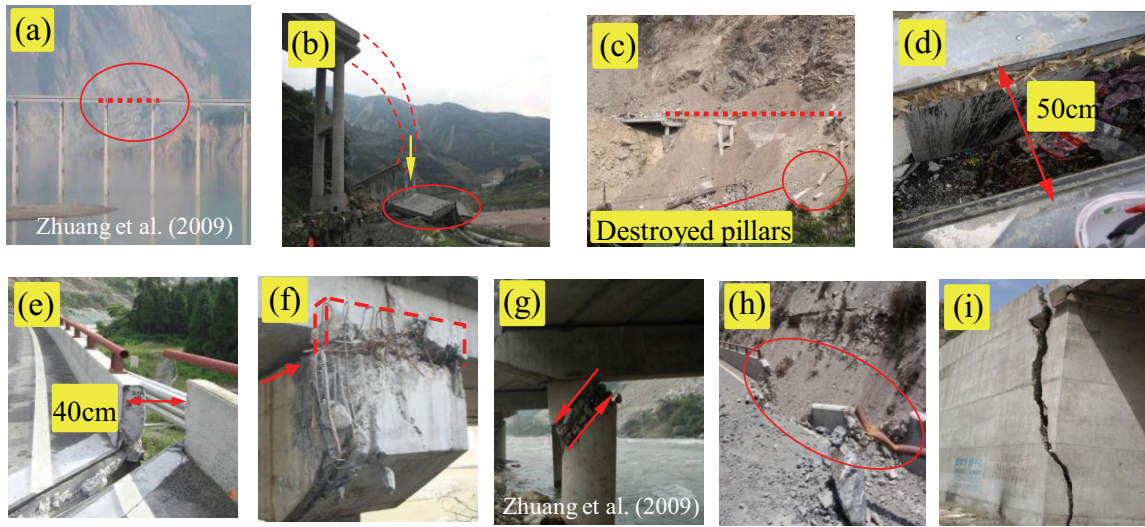 (a)
Zhuang et al. (2009)
(b)
(c)
Destroyed pillars
(d)
50cm
(e)
40cm
(f)
(g)
Zhuang et al. (2009)
(h)
(i)